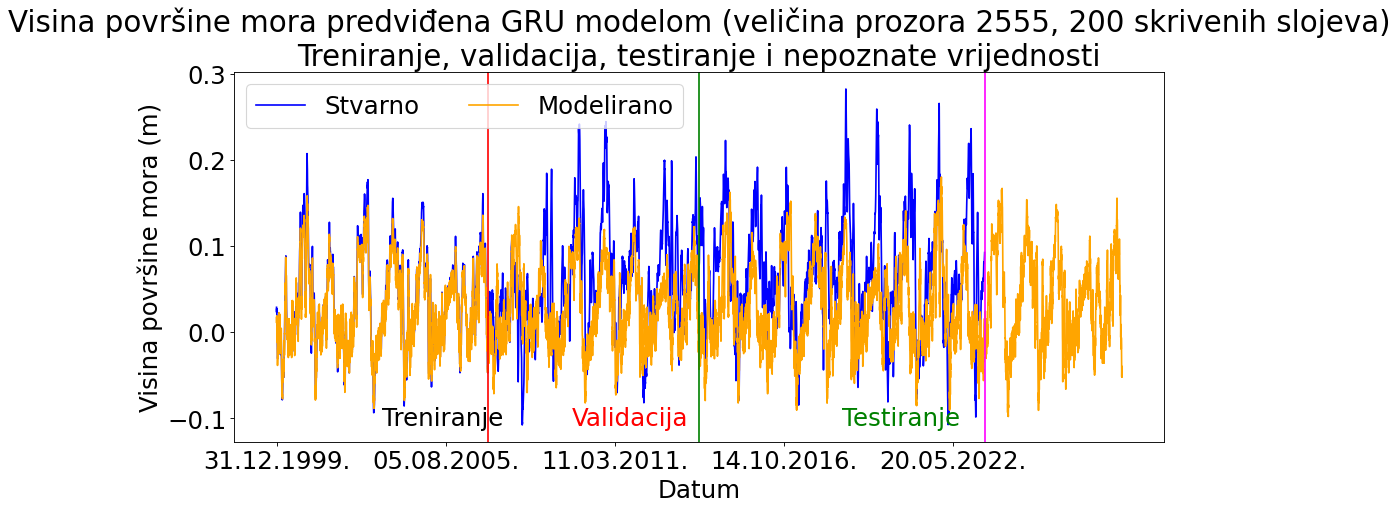 Visina površine mora predviđena GRU modelom (veličina prozora 2555, 200 skrivenih slojeva)
Treniranje, validacija, testiranje i nepoznate vrijednosti
Stvarno Modelirano
Visina površine mora (m)
0.3
0.2
0.1
0.0
−0.1
Treniranje Validacija Testiranje
31.12.1999. 05.08.2005. 11.03.2011. 14.10.2016. 20.05.2022.
Datum